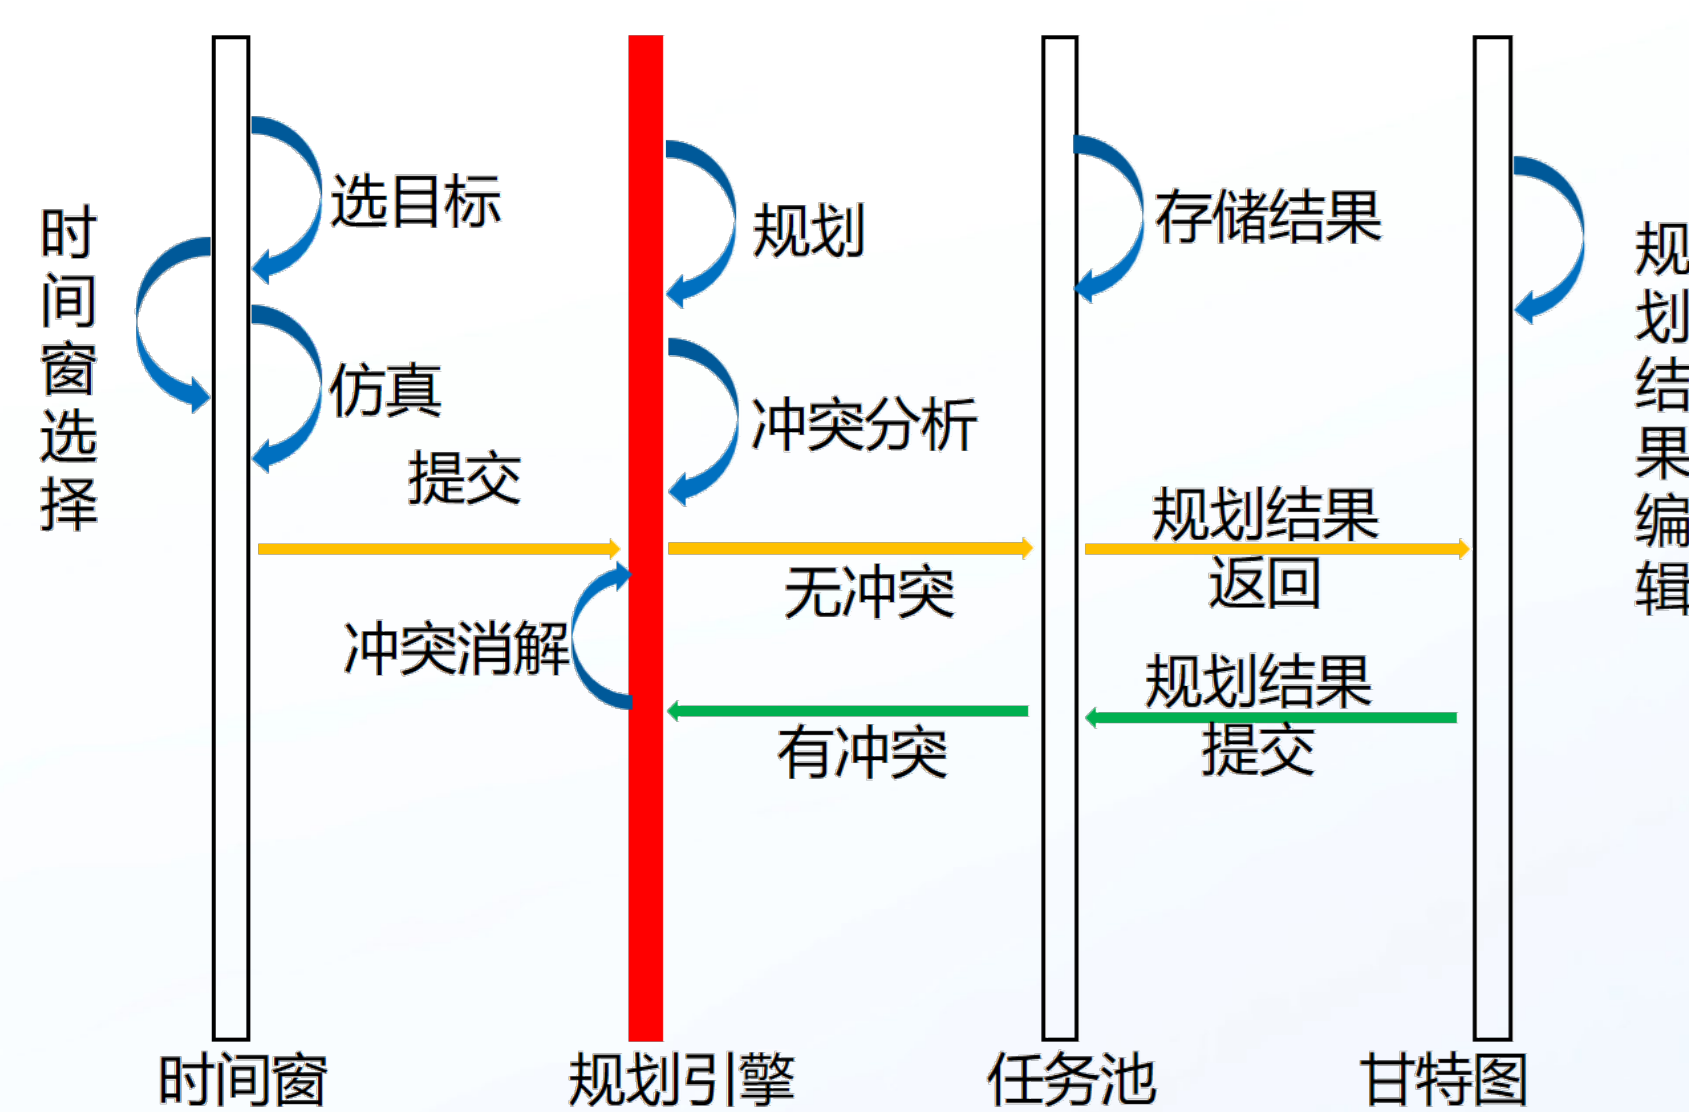 时间窗选择
选目标
仿真
提交
规划
冲突分析
冲突消解
无冲突
有冲突
存储结果
规划结果
返回
规划结果
提交
规划结果编辑
时间窗
规划引擎
任务池
甘特图